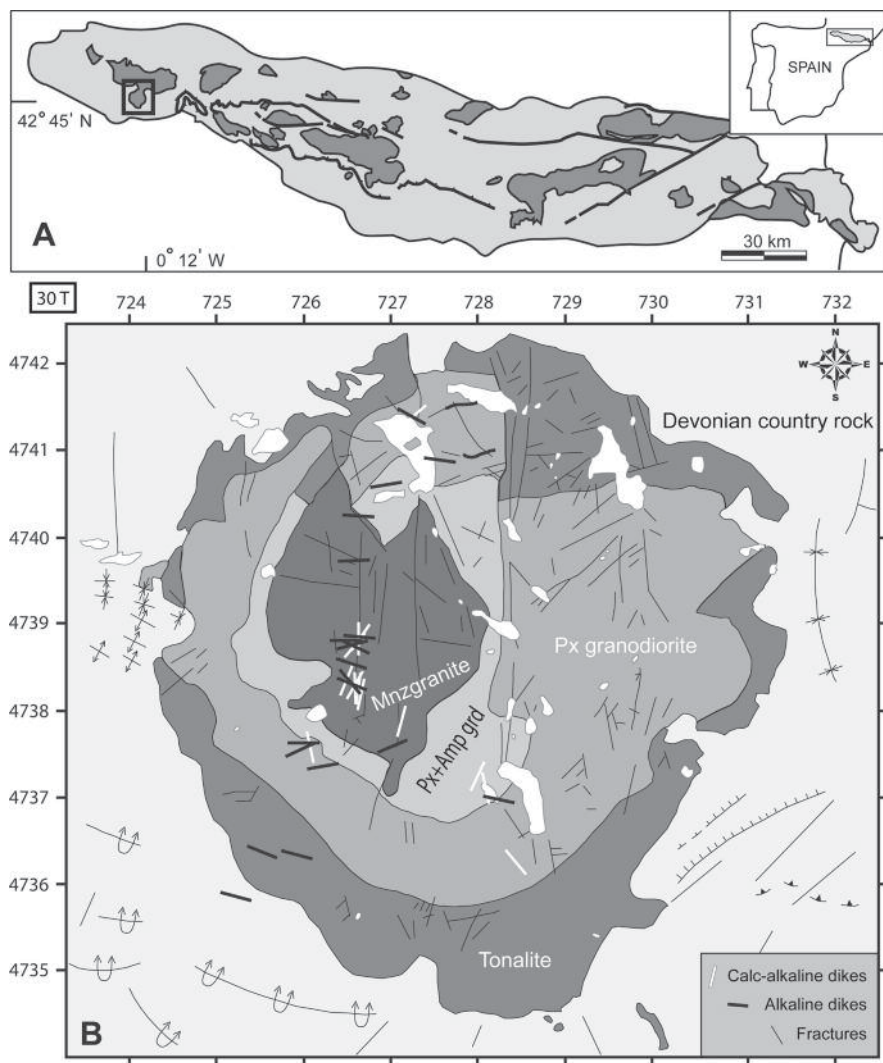 SPAIN
42° 45' N
A
0° 12' W
30 km
30 T
724 725 726 727 728 729 730 731 732
N
W E
S
4742
Devonian country rock
4741
4740
4739
Px granodiorite
Mnzgranite
4738
Px+Amp grd
4737
4736
4735
Tonalite
Calc-alkaline dikes
Alkaline dikes
Fractures
B